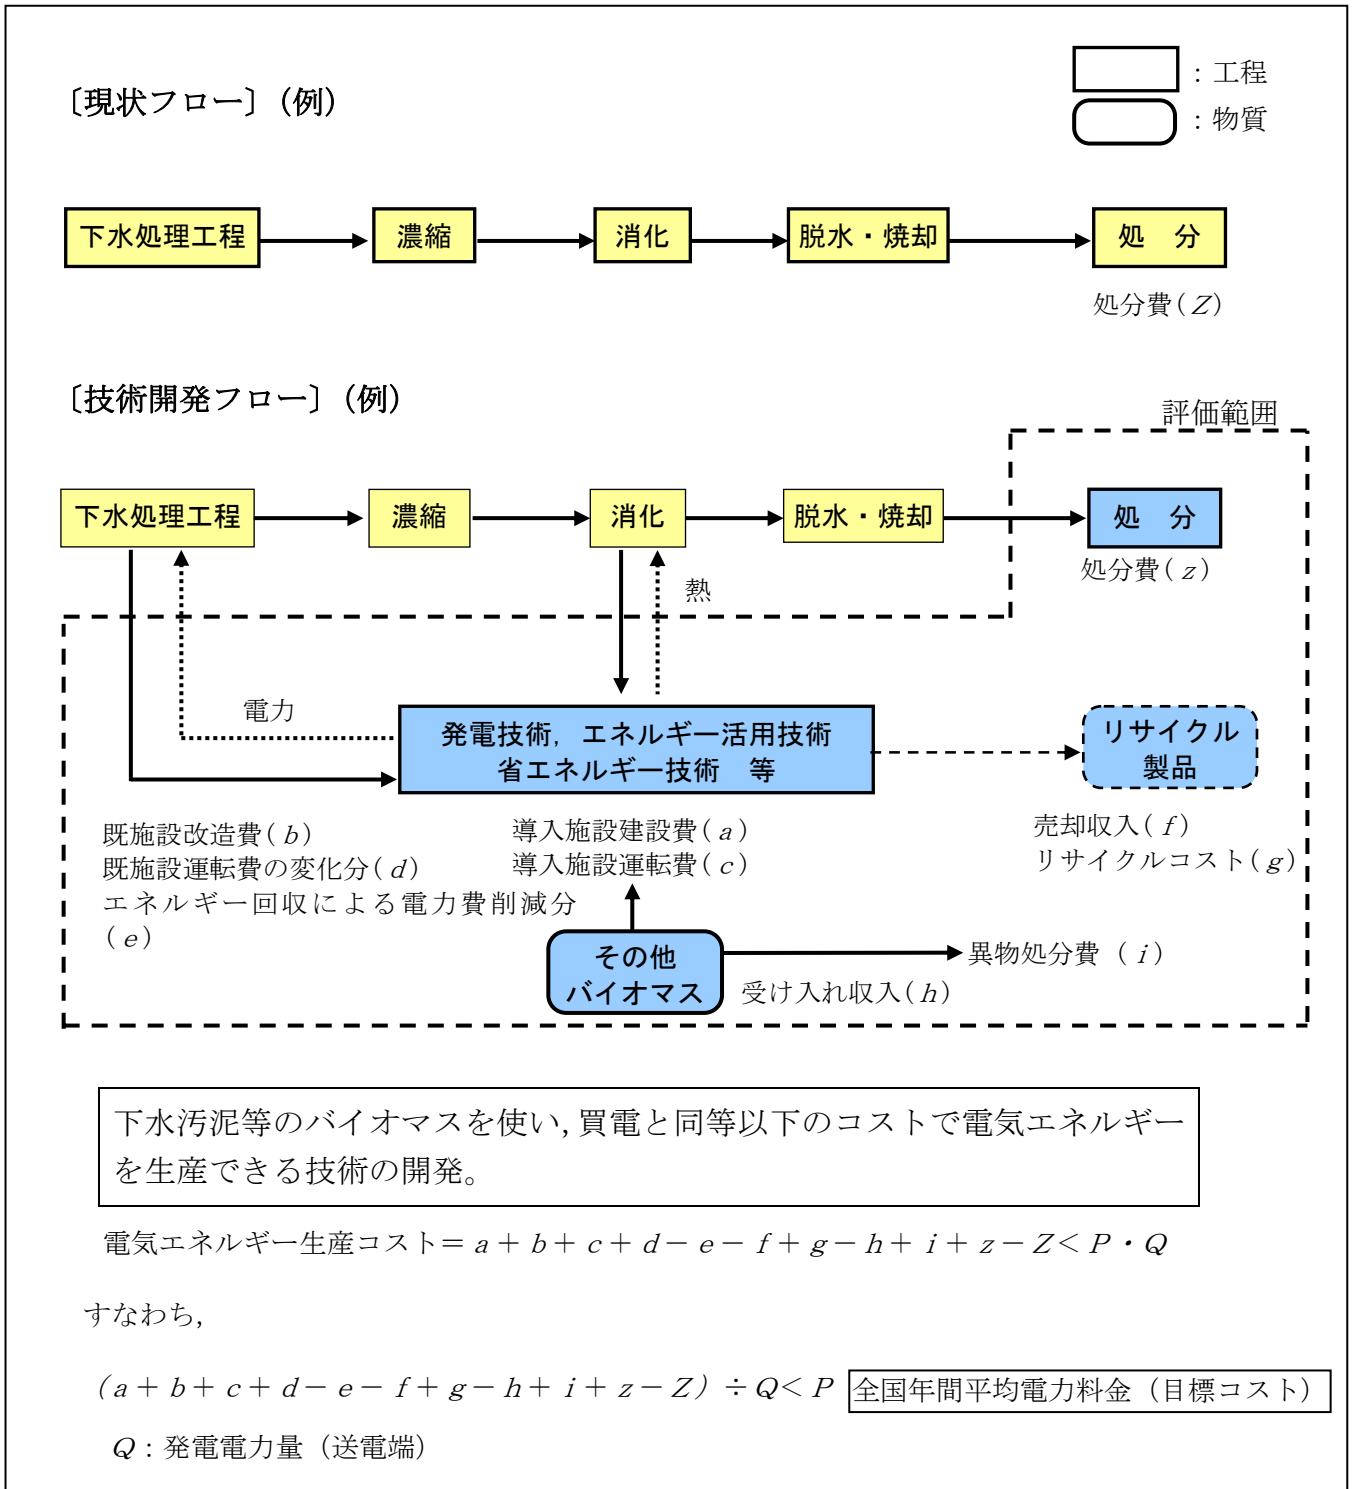 ：工程
〔現状フロー〕（例）
：物質
下水処理工程
濃縮
消化
脱水・焼却
処　分
処分費（Z）
〔技術開発フロー〕（例）
評価範囲
下水処理工程
濃縮
消化
脱水・焼却
処　分
処分費（z）
熱
電力
発電技術，エネルギー活用技術
省エネルギー技術　等
リサイクル
製品
既施設改造費（b）
既施設運転費の変化分（d）
エネルギー回収による電力費削減分
（e）
導入施設建設費（a）
導入施設運転費（c）
売却収入（f）
リサイクルコスト（g）
その他
バイオマス
異物処分費（i）
受け入れ収入（h）
下水汚泥等のバイオマスを使い，買電と同等以下のコストで電気エネルギー
を生産できる技術の開発。
電気エネルギー生産コスト＝a＋b＋c＋d－e－f＋g－h＋i＋z－Z＜P・Q
すなわち，
（a＋b＋c＋d－e－f＋g－h＋i＋z－Z）÷Q＜P 全国年間平均電力料金（目標コスト）
Q：発電電力量（送電端）